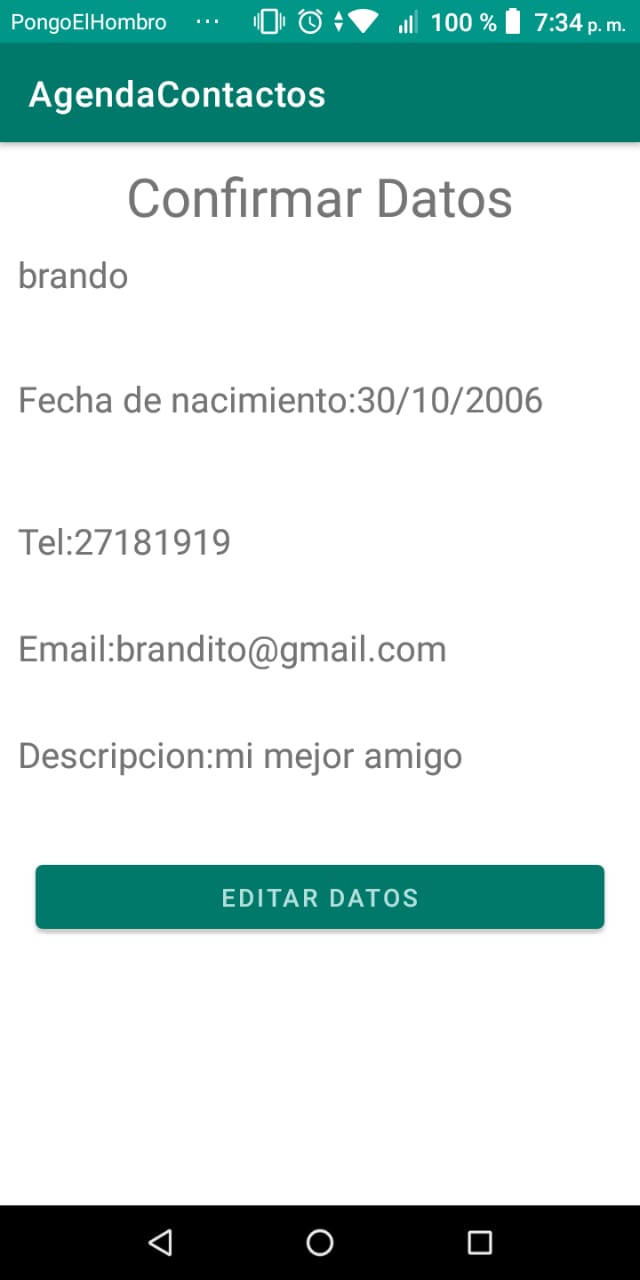 PongoElHombro ... 100 % 7:34 p. m.
AgendaContactos
Confirmar Datos
brando
Fecha de nacimiento:30/10/2006
Tel:27181919
Email:brandito@gmail.com
Descripcion:mi mejor amigo
EDITAR DATOS